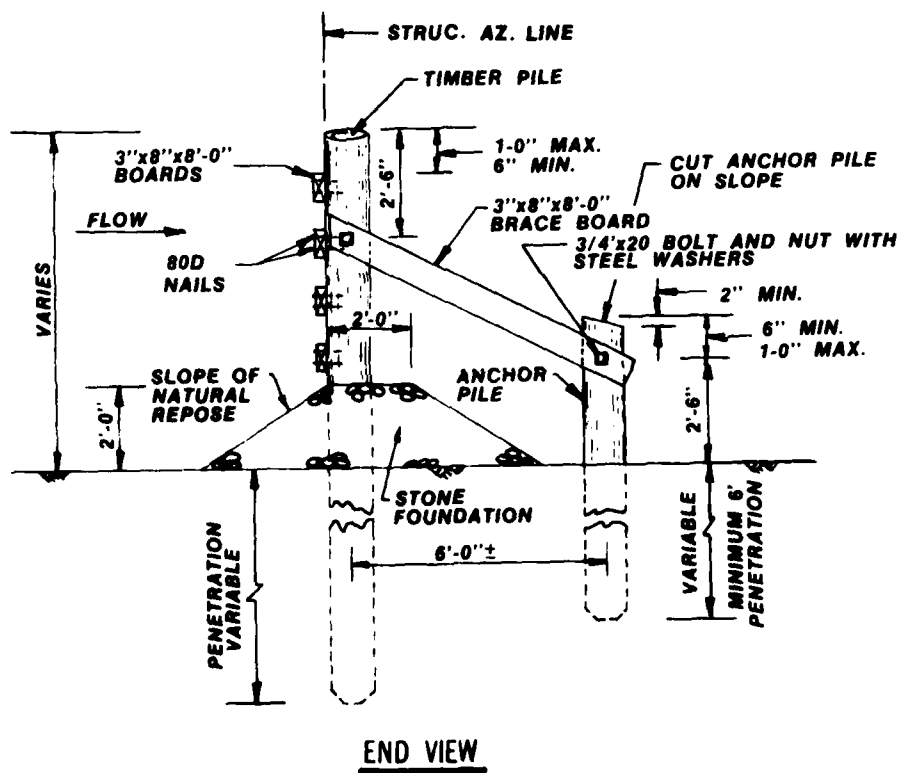 STRUC. AZ. LINE
TIMBER PILE
3"x8"x8'-0"
BOARDS
1-0" MAX.
6" MIN.
2'-6"
CUT ANCHOR PILE
ON SLOPE
FLOW
3"x8"x8'-0"
BRACE BOARD
3/4'x20 BOLT AND NUT WITH
STEEL WASHERS
80D
NAILS
2" MIN.
VARIES
2'-0"
6" MIN.
1-0" MAX.
SLOPE OF
NATURAL
REPOSE
ANCHOR
PILE
2'-0"
2'-6"
STONE
FOUNDATION
6'-0"±
PENETRATION
VARIABLE
VARIABLE
MINIMUM 6'
PENETRATION
END VIEW